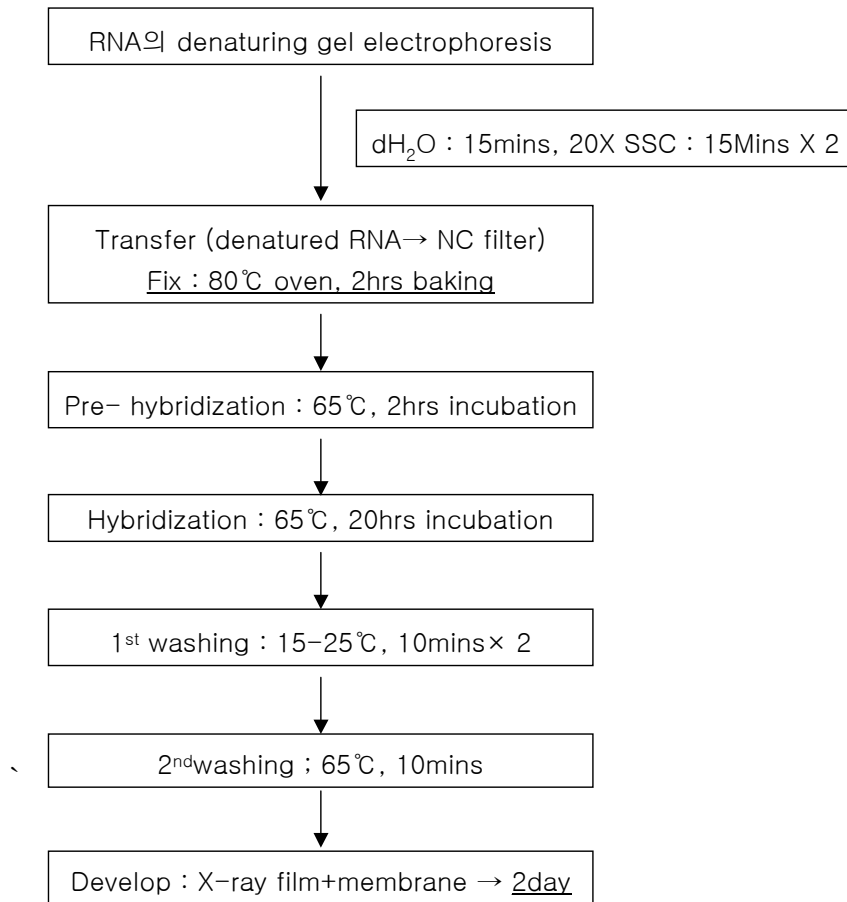 RNA의 denaturing gel electrophoresis
dH₂O : 15mins, 20X SSC : 15Mins X 2
Transfer (denatured RNA→ NC filter)
Fix : 80℃ oven, 2hrs baking
Pre- hybridization : 65℃, 2hrs incubation
Hybridization : 65℃, 20hrs incubation
1st washing : 15-25℃, 10mins× 2
2ndwashing ; 65℃, 10mins
`
Develop : X-ray film+membrane → 2day